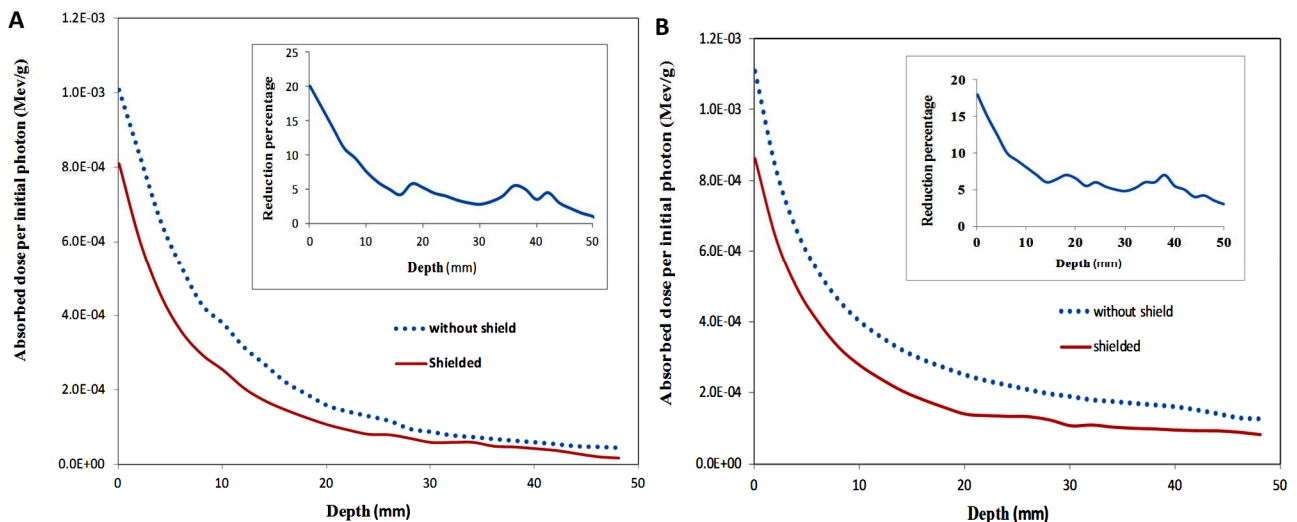 A
Absorbed dose per initial photon (Mev/g)
1.2E-03
1.0E-03
8.0E-04
6.0E-04
4.0E-04
2.0E-04
0.0E+00
0 10 20 30 40 50
Depth (mm)
Reduction percentage
25
20
15
10
5
0
0 10 20 30 40 50
Depth (mm)
without shield
Shielded
B
Absorbed dose per initial photon (Mev/g)
1.2E-03
1.0E-03
8.0E-04
6.0E-04
4.0E-04
2.0E-04
0.0E+00
0 10 20 30 40 50
Depth (mm)
Reduction percentage
20
15
10
5
0
0 10 20 30 40 50
Depth (mm)
without shield
shielded